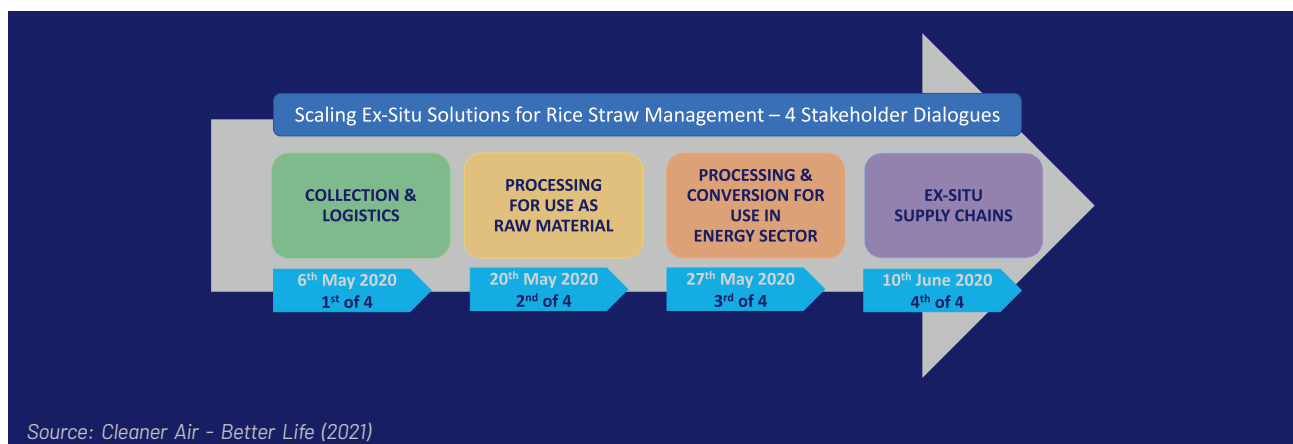 Scaling Ex-Situ Solutions for Rice Straw Management – 4 Stakeholder Dialogues
COLLECTION &
LOGISTICS
PROCESSING
FOR USE AS
RAW MATERIAL
PROCESSING &
CONVERSION FOR
USE IN
ENERGY SECTOR
EX-SITU
SUPPLY CHAINS
6th May 2020
1st of 4
20th May 2020
2nd of 4
27th May 2020
3rd of 4
10th June 2020
4th of 4
Source: Cleaner Air - Better Life (2021)